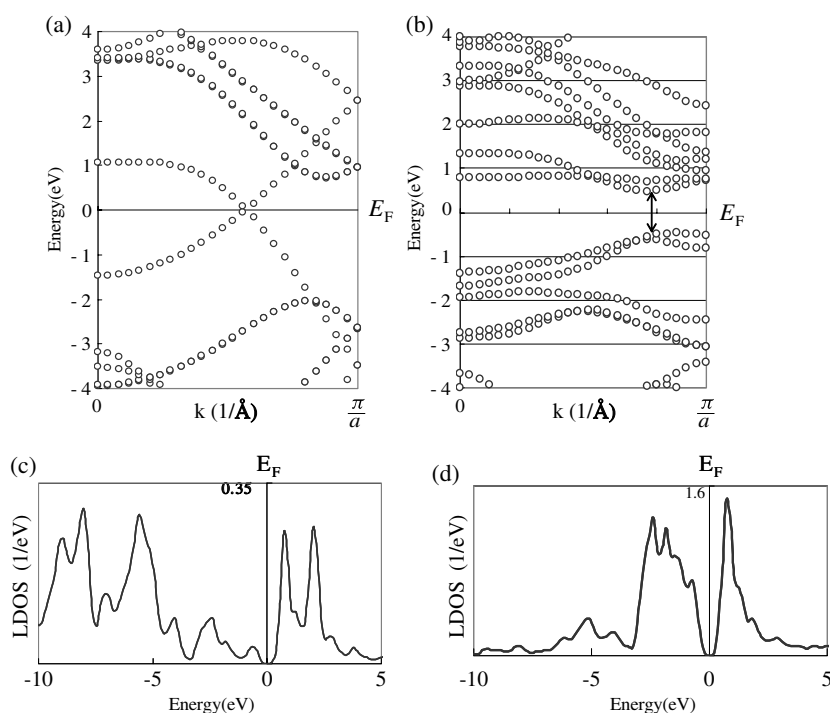 (a)
4
3
2
1
0
- 1
- 2
- 3
- 4
Energy(eV)
E_F
0
k (1/Å)
π/a
(b)
4
3
2
1
0
- 1
- 2
- 3
- 4
Energy(eV)
E_F
0
k (1/Å)
π/a
(c)
E_F
0.35
LDOS (1/eV)
-10
-5
0
5
Energy(eV)
(d)
E_F
1.6
LDOS (1/eV)
-10
-5
0
5
Energy(eV)